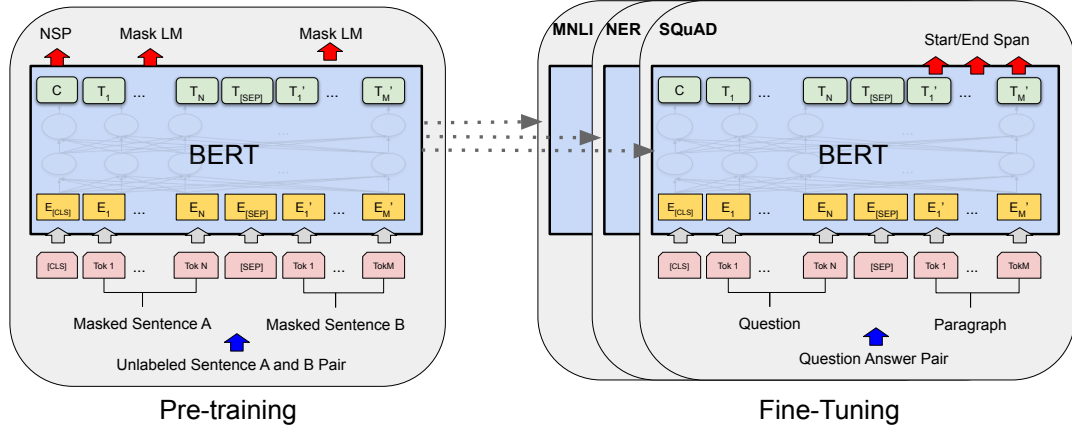 NSP Mask LM Mask LM
C T1 ... TN T[SEP] T1' ... TM'
...
BERT
...
E[CLS] E1 ... EN E[SEP] E1' ... EM'
[CLS] Tok 1 ... Tok N [SEP] Tok 1 ... TokM
Masked Sentence A Masked Sentence B
Unlabeled Sentence A and B Pair
Pre-training
MNLI NER SQuAD
Start/End Span
C T1 ... TN T[SEP] T1' ... TM'
...
BERT
...
E[CLS] E1 ... EN E[SEP] E1' ... EM'
[CLS] Tok 1 ... Tok N [SEP] Tok 1 ... TokM
Question Paragraph
Question Answer Pair
Fine-Tuning